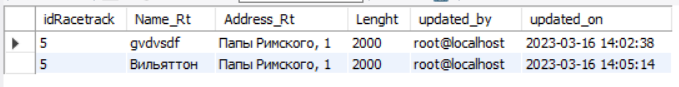 idRacetrack Name_Rt Address_Rt Lenght updated_by updated_on
5 gvdvsdf Папы Римского, 1 2000 root@localhost 2023-03-16 14:02:38
5 Вильяттон Папы Римского, 1 2000 root@localhost 2023-03-16 14:05:14